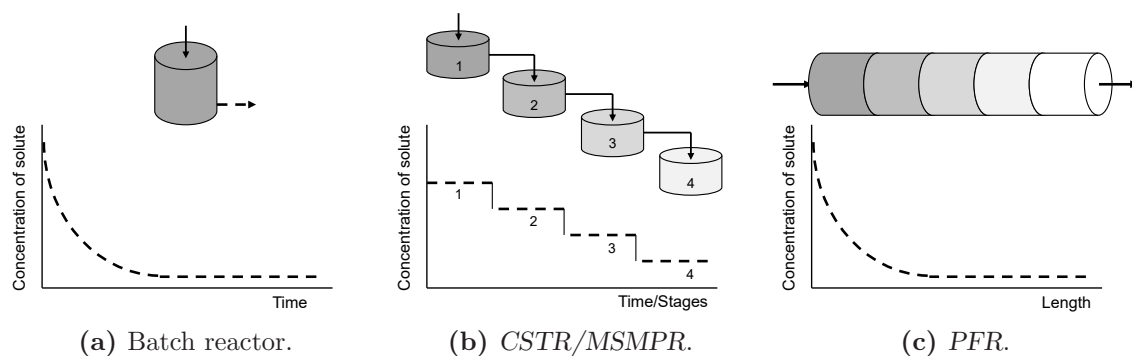 Concentration of solute
Time
(a) Batch reactor.
1
2
3
4
Concentration of solute
1
2
3
4
Time/Stages
(b) CSTR/MSMPR.
Concentration of solute
Length
(c) PFR.